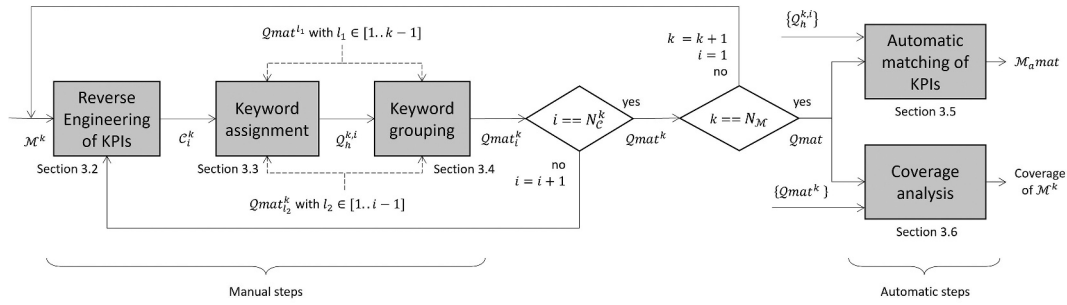 Qmat^{l_1} with l_1 ∈ [1..k − 1]
k = k + 1
i = 1
no
{Q_h^{k,i}}
Automatic
matching of
KPIs
ℳ_a mat
Section 3.5
Reverse
Engineering
of KPIs
Keyword
assignment
Keyword
grouping
i == N_𝒞^k
yes
k == N_ℳ
yes
ℳ^k
𝒞_i^k
Q_h^{k,i}
Qmat_i^k
Qmat^k
Qmat
Section 3.2
Section 3.3
Section 3.4
no
i = i + 1
Qmat_{l_2}^k with l_2 ∈ [1..i − 1]
{Qmat^k}
Coverage
analysis
Coverage
of ℳ^k
Section 3.6
Manual steps
Automatic steps